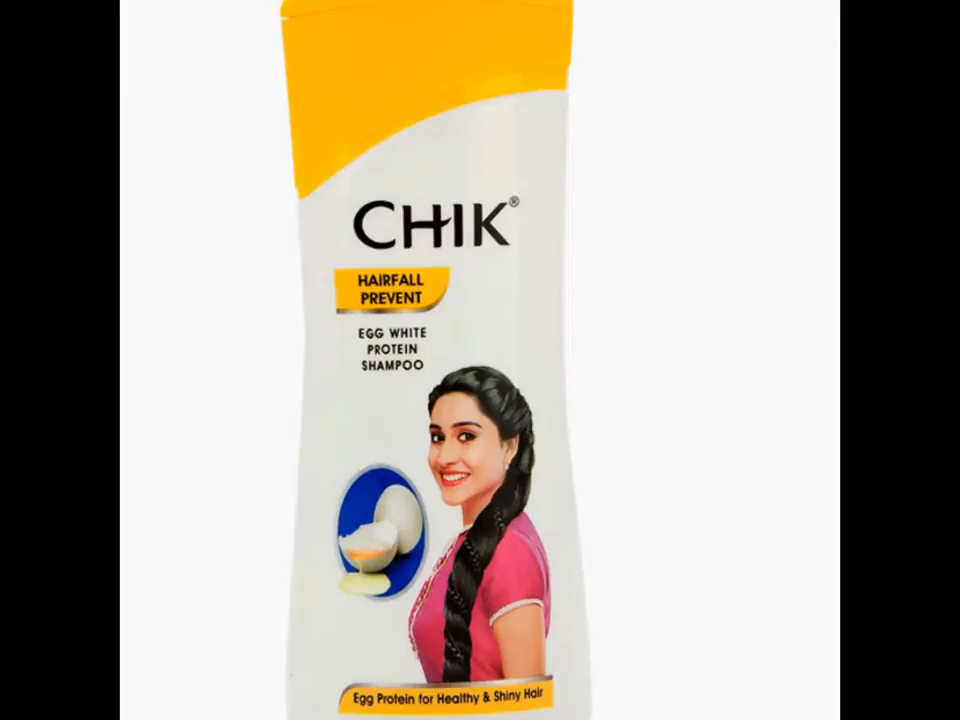 CHIK®
HAIRFALL
PREVENT
EGG WHITE
PROTEIN
SHAMPOO
Egg Protein for Healthy & Shiny Hair